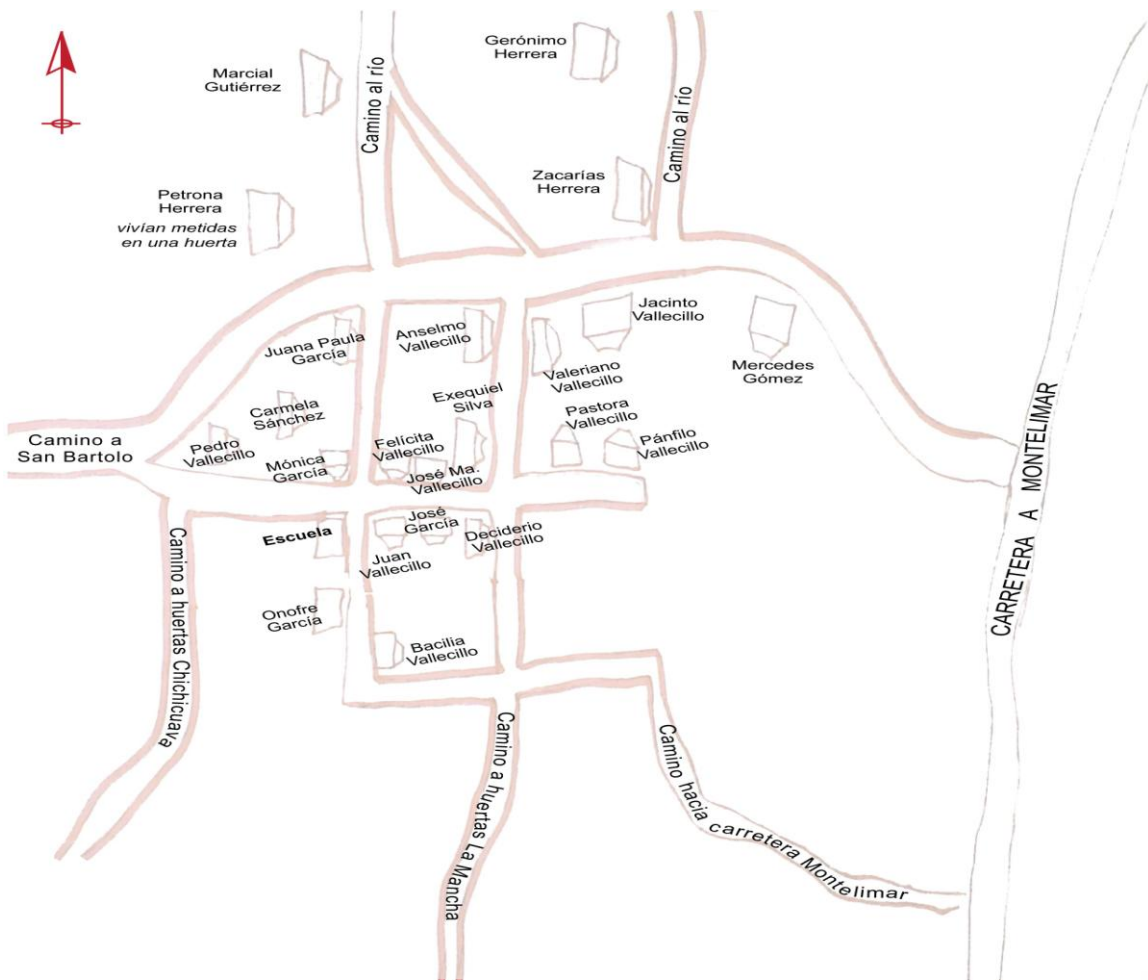 Gerónimo
Herrera
Marcial
Gutiérrez
Camino al río
Camino al río
Zacarías
Herrera
Petrona
Herrera
vivían metidas
en una huerta
Jacinto
Vallecillo
Anselmo
Vallecillo
Juana Paula
García
Valeriano
Vallecillo
Mercedes
Gómez
Exequiel
Silva
Carmela
Sánchez
Pastora
Vallecillo
Pánfilo
Vallecillo
Camino a
San Bartolo
Pedro
Vallecillo
Mónica
García
Felícita
Vallecillo
José Ma.
Vallecillo
CARRETERA A MONTELIMAR
Escuela
José
García
Juan
Vallecillo
Deciderio
Vallecillo
Camino a huertas Chichicuava
Onofre
García
Bacilia
Vallecillo
Camino a huertas La Mancha
Camino hacia carretera Montelimar